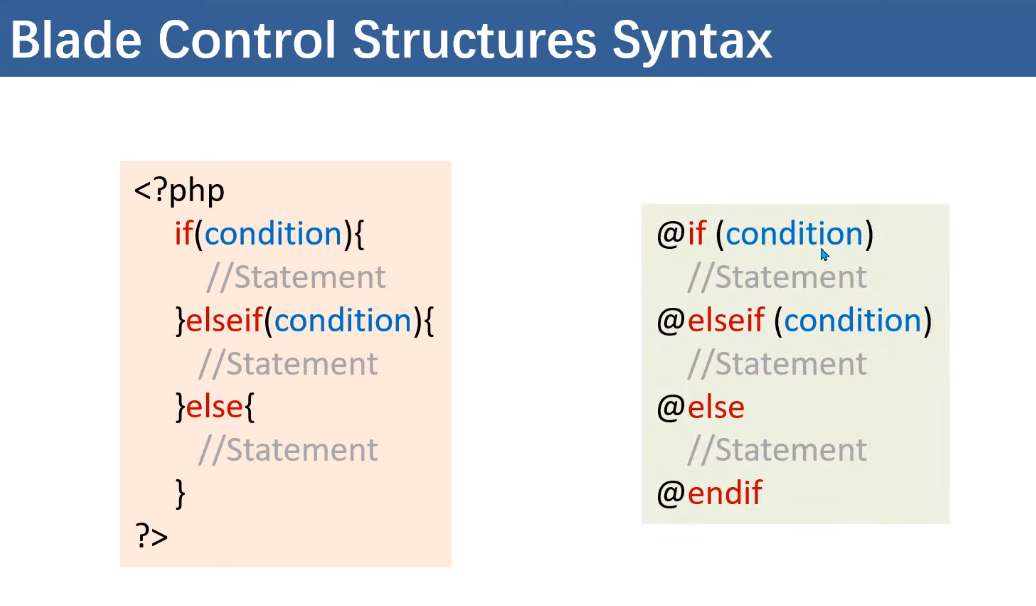 Blade Control Structures Syntax
<?php
if(condition){
//Statement
}elseif(condition){
//Statement
}else{
//Statement
}
?>
@if (condition)
//Statement
@elseif (condition)
//Statement
@else
//Statement
@endif